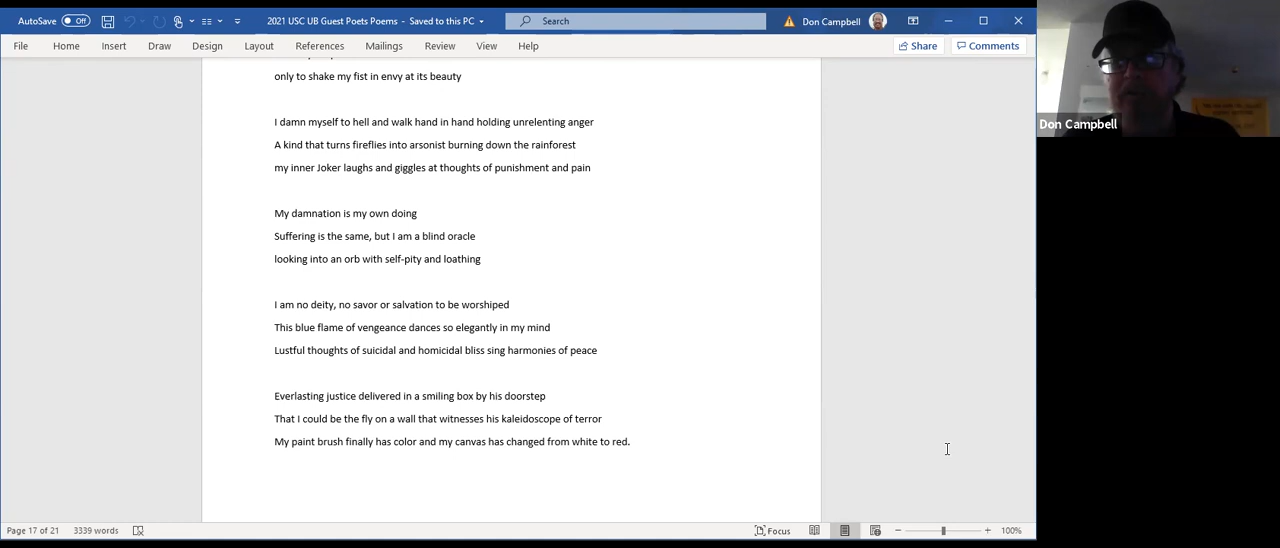 AutoSave Off 2021 USC UB Guest Poets Poems - Saved to this PC Search Don Campbell
File Home Insert Draw Design Layout References Mailings Review View Help Share Comments
only to shake my fist in envy at its beauty
I damn myself to hell and walk hand in hand holding unrelenting anger
A kind that turns fireflies into arsonist burning down the rainforest
my inner Joker laughs and giggles at thoughts of punishment and pain
My damnation is my own doing
Suffering is the same, but I am a blind oracle
looking into an orb with self-pity and loathing
I am no deity, no savor or salvation to be worshiped
This blue flame of vengeance dances so elegantly in my mind
Lustful thoughts of suicidal and homicidal bliss sing harmonies of peace
Everlasting justice delivered in a smiling box by his doorstep
That I could be the fly on a wall that witnesses his kaleidoscope of terror
My paint brush finally has color and my canvas has changed from white to red.
Page 17 of 21 3339 words Focus 100%
Don Campbell